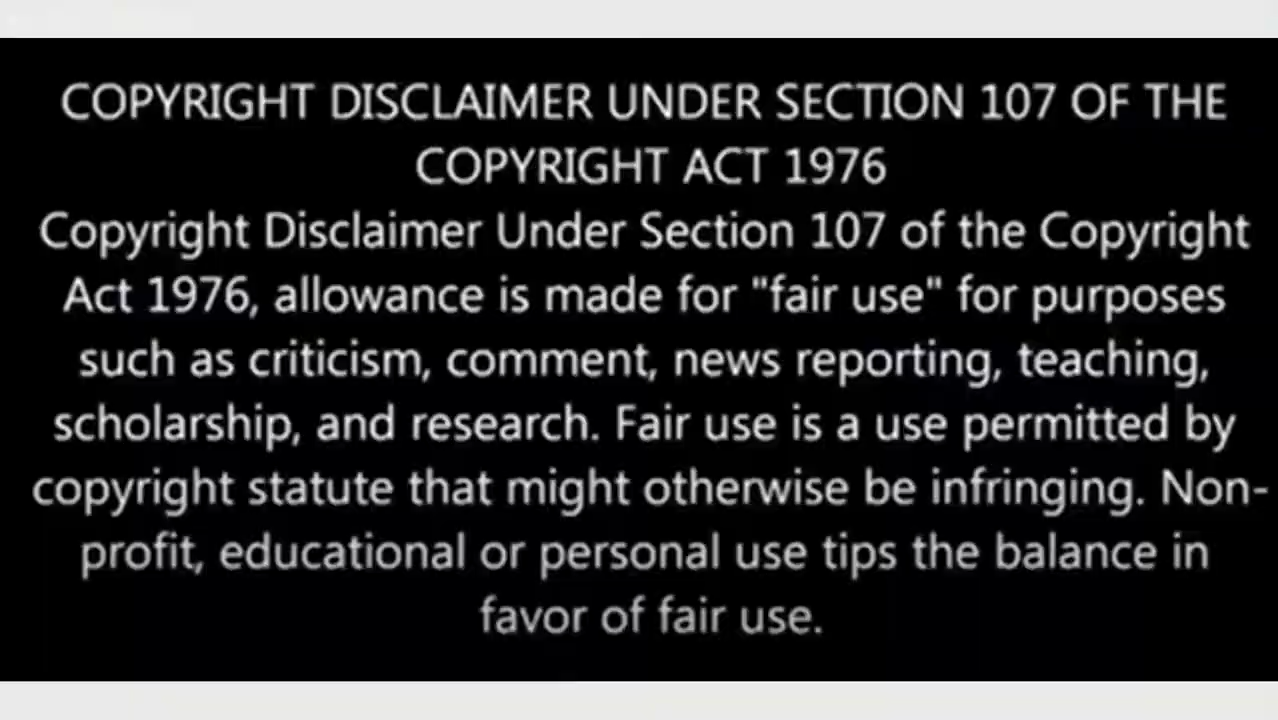 COPYRIGHT DISCLAIMER UNDER SECTION 107 OF THE
COPYRIGHT ACT 1976
Copyright Disclaimer Under Section 107 of the Copyright
Act 1976, allowance is made for "fair use" for purposes
such as criticism, comment, news reporting, teaching,
scholarship, and research. Fair use is a use permitted by
copyright statute that might otherwise be infringing. Non-
profit, educational or personal use tips the balance in
favor of fair use.